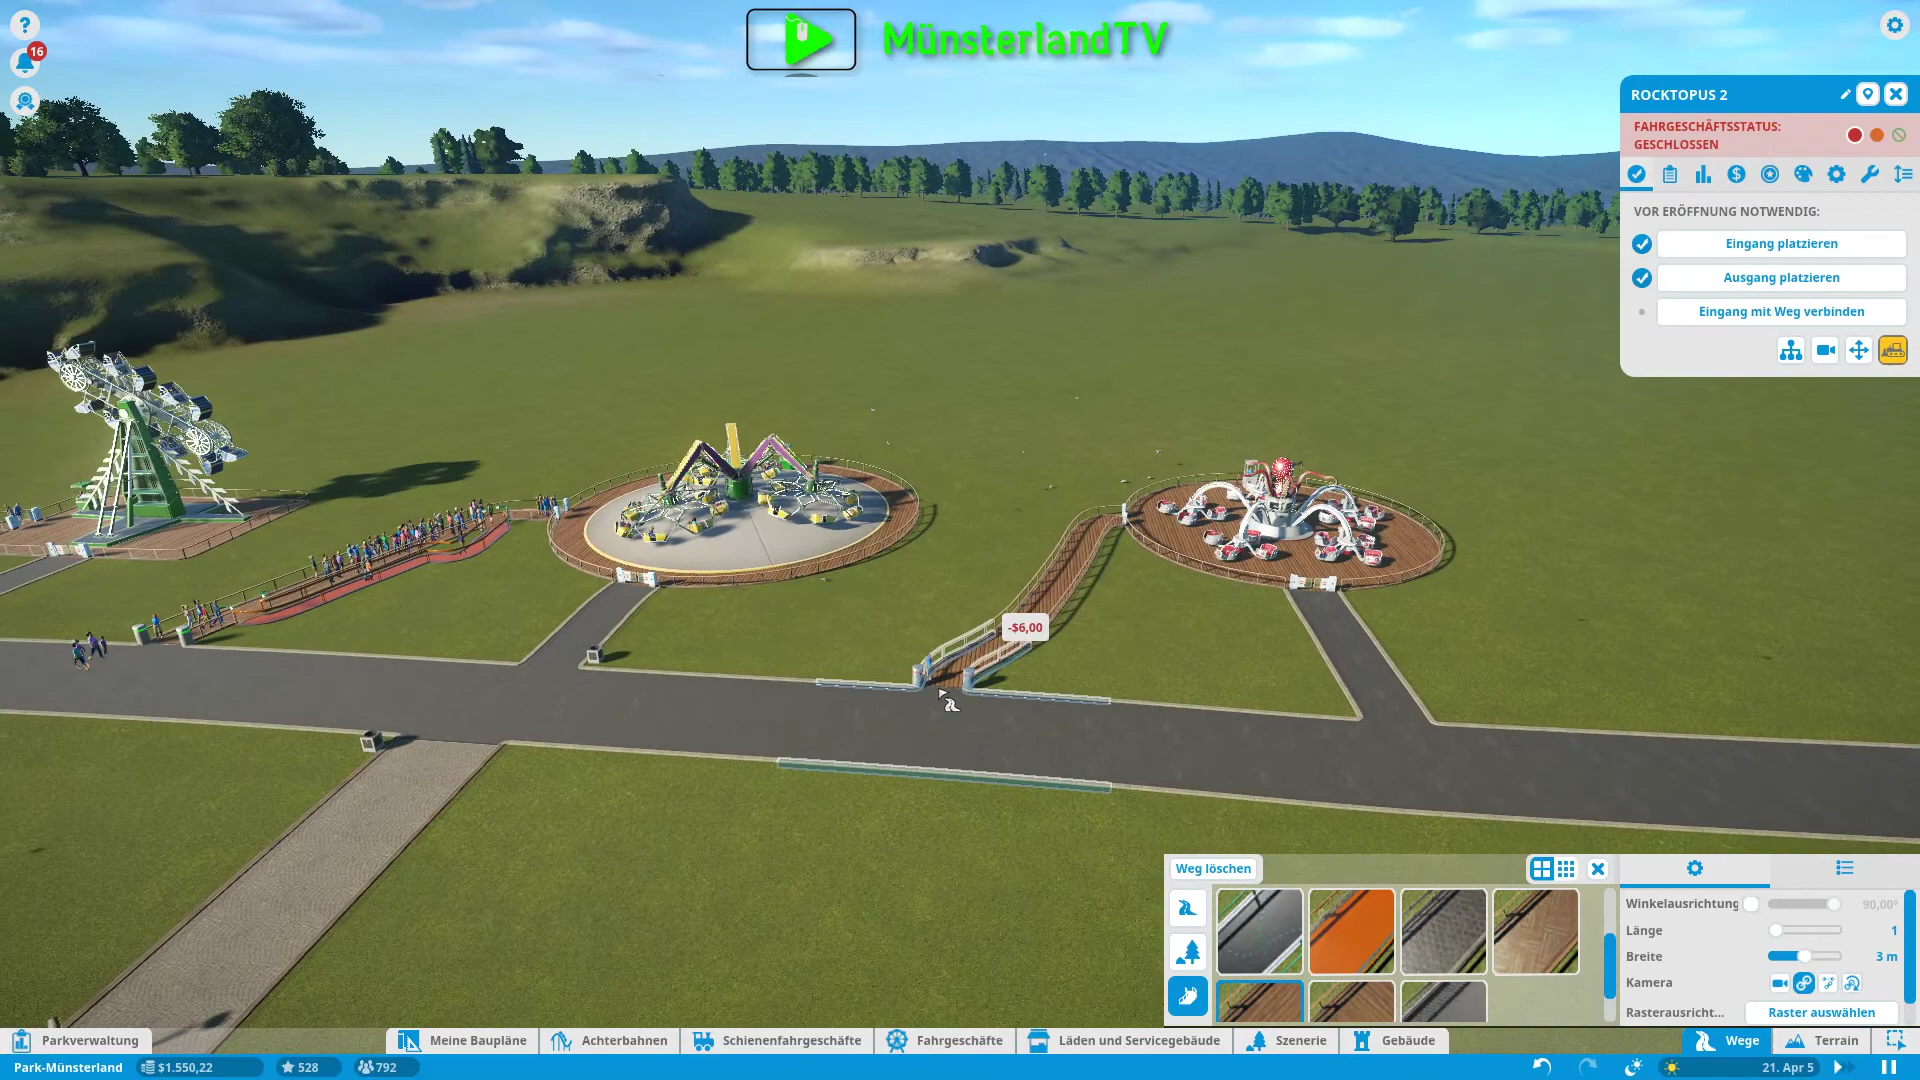 ?
16
MünsterlandTV
ROCKTOPUS 2
FAHRGESCHÄFTSSTATUS:
GESCHLOSSEN
VOR ERÖFFNUNG NOTWENDIG:
Eingang platzieren
Ausgang platzieren
Eingang mit Weg verbinden
-$6,00
Weg löschen
Winkelausrichtung 90,00°
Länge 1
Breite 3 m
Kamera
Rasterausricht... Raster auswählen
Parkverwaltung Meine Baupläne Achterbahnen Schienenfahrgeschäfte Fahrgeschäfte Läden und Servicegebäude Szenerie Gebäude Wege Terrain
Park-Münsterland $1.550,22 528 792 21. Apr 5